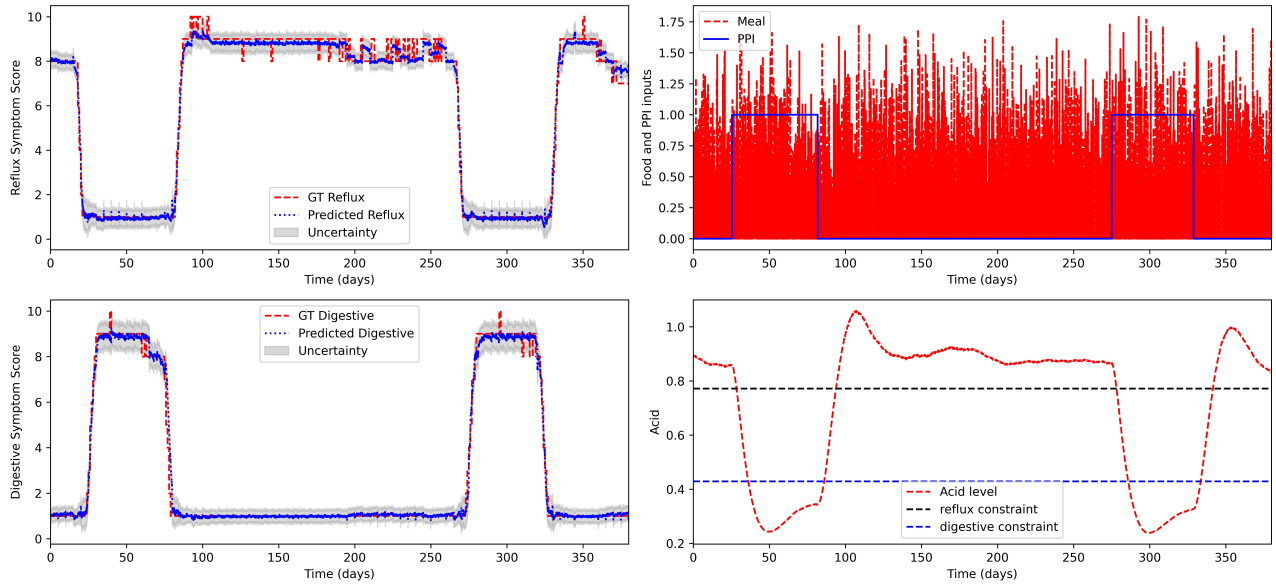 Reflux Symptom Score
10
8
6
4
2
0
GT Reflux
Predicted Reflux
Uncertainty
0 50 100 150 200 250 300 350
Time (days)
Food and PPI inputs
1.75
1.50
1.25
1.00
0.75
0.50
0.25
0.00
Meal
PPI
0 50 100 150 200 250 300 350
Time (days)
Digestive Symptom Score
10
8
6
4
2
0
GT Digestive
Predicted Digestive
Uncertainty
0 50 100 150 200 250 300 350
Time (days)
Acid
1.0
0.8
0.6
0.4
0.2
Acid level
reflux constraint
digestive constraint
0 50 100 150 200 250 300 350
Time (days)